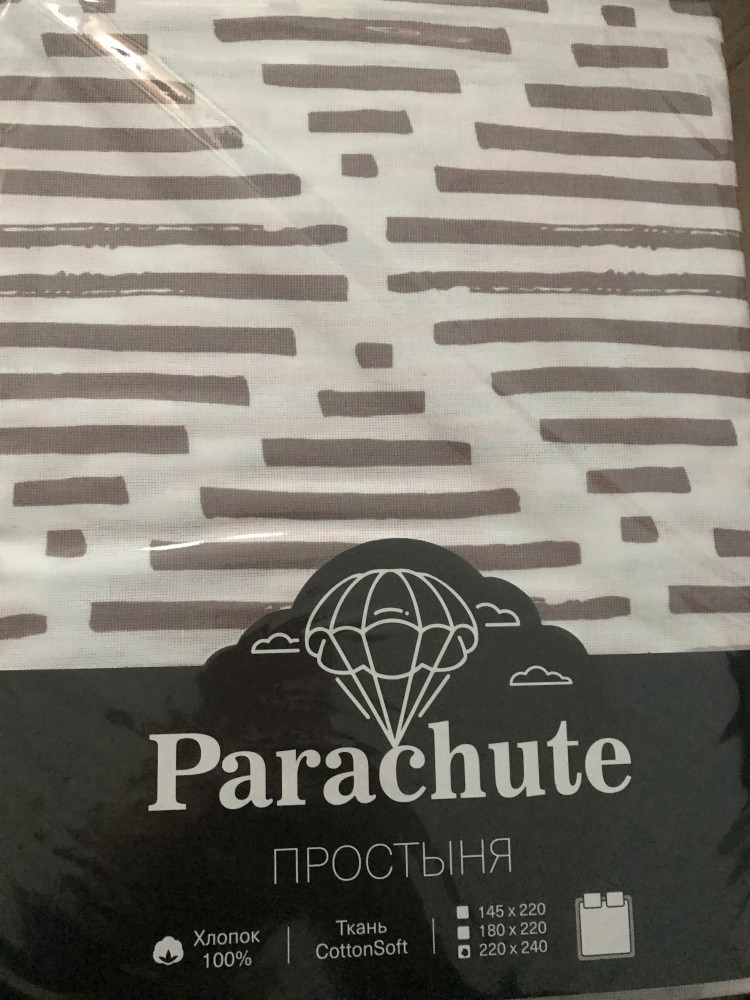 Parachute
ПРОСТЫНЯ
Хлопок
100%
Ткань
CottonSoft
145 x 220
180 x 220
220 x 240